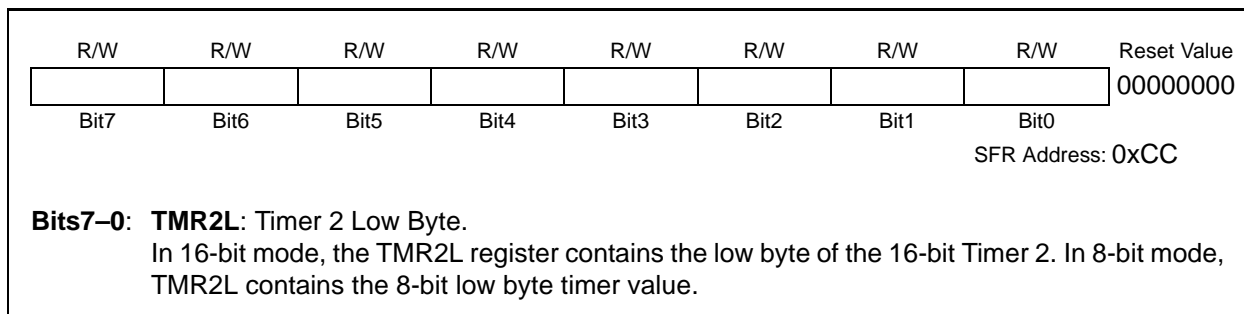 R/W R/W R/W R/W R/W R/W R/W R/W Reset Value
00000000
Bit7 Bit6 Bit5 Bit4 Bit3 Bit2 Bit1 Bit0
SFR Address: 0xCC
Bits7–0: TMR2L: Timer 2 Low Byte.
In 16-bit mode, the TMR2L register contains the low byte of the 16-bit Timer 2. In 8-bit mode,
TMR2L contains the 8-bit low byte timer value.